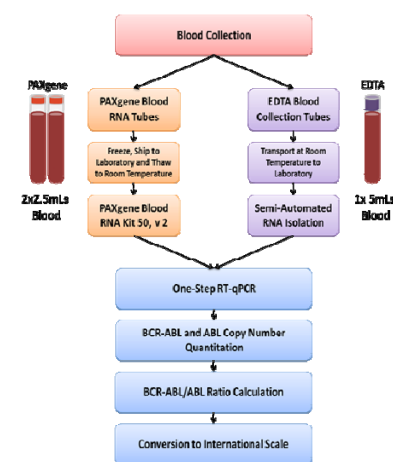 Blood Collection
PAXgene
EDTA
PAXgene Blood
RNA Tubes
EDTA Blood
Collection Tubes
Freeze, Ship to
Laboratory and Thaw
to Room Temperature
Transport at Room
Temperature to
Laboratory
2x2.5mLs
Blood
PAXgene Blood
RNA Kit 50, v 2
Semi-Automated
RNA Isolation
1x 5mLs
Blood
One-Step RT-qPCR
BCR-ABL and ABL Copy Number
Quantitation
BCR-ABL/ABL Ratio Calculation
Conversion to International Scale